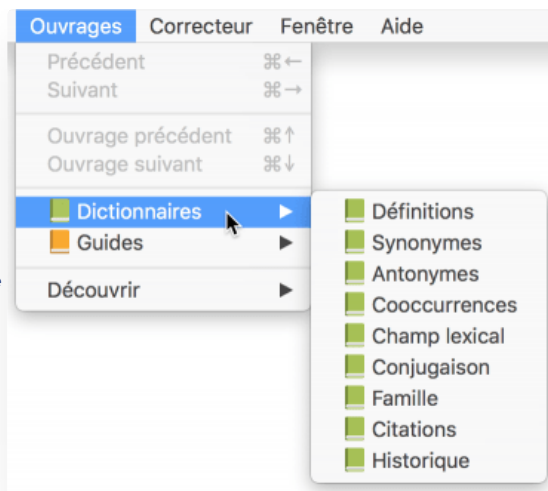 Ouvrages Correcteur Fenêtre Aide
Précédent ⌘←
Suivant ⌘→
Ouvrage précédent ⌘↑
Ouvrage suivant ⌘↓
Dictionnaires ▶
Guides ▶
Découvrir ▶
Définitions
Synonymes
Antonymes
Cooccurrences
Champ lexical
Conjugaison
Famille
Citations
Historique